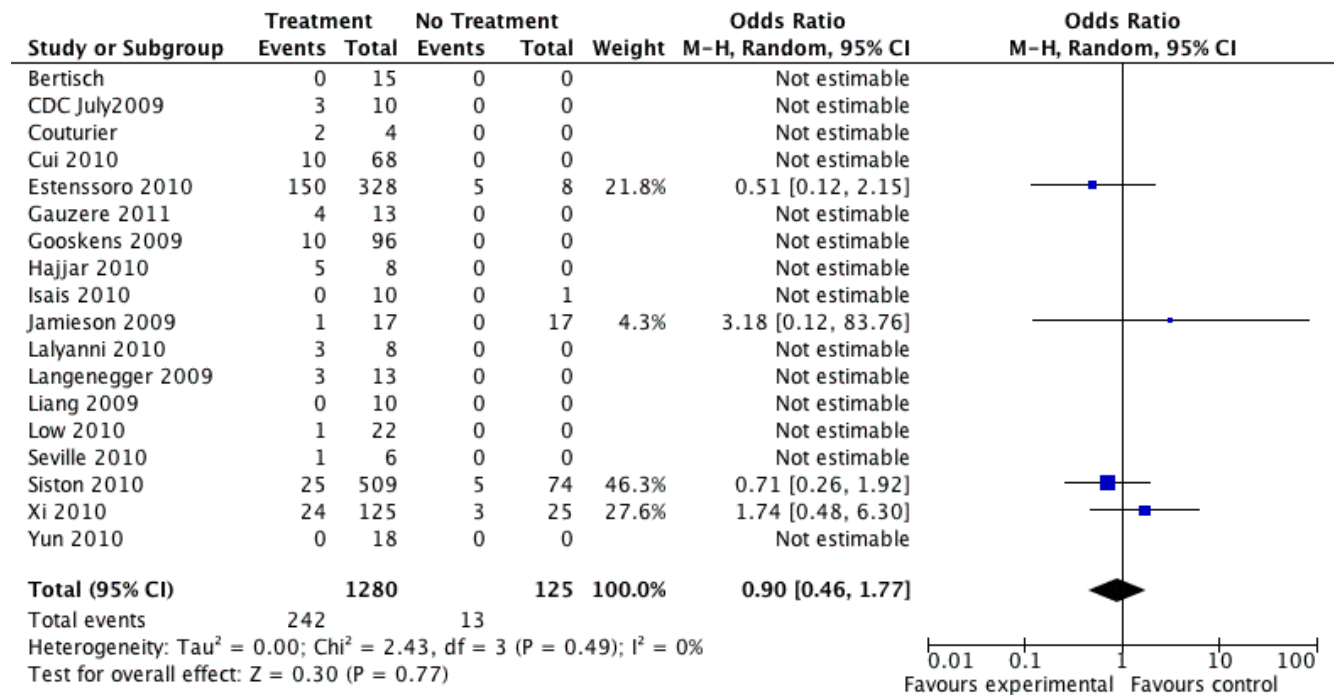 Treatment No Treatment Odds Ratio Odds Ratio
Study or Subgroup Events Total Events Total Weight M-H, Random, 95% CI M-H, Random, 95% CI
Bertisch 0 15 0 0 Not estimable
CDC July2009 3 10 0 0 Not estimable
Couturier 2 4 0 0 Not estimable
Cui 2010 10 68 0 0 Not estimable
Estenssoro 2010 150 328 5 8 21.8% 0.51 [0.12, 2.15]
Gauzere 2011 4 13 0 0 Not estimable
Gooskens 2009 10 96 0 0 Not estimable
Hajjar 2010 5 8 0 0 Not estimable
Isais 2010 0 10 0 1 Not estimable
Jamieson 2009 1 17 0 17 4.3% 3.18 [0.12, 83.76]
Lalyanni 2010 3 8 0 0 Not estimable
Langenegger 2009 3 13 0 0 Not estimable
Liang 2009 0 10 0 0 Not estimable
Low 2010 1 22 0 0 Not estimable
Seville 2010 1 6 0 0 Not estimable
Siston 2010 25 509 5 74 46.3% 0.71 [0.26, 1.92]
Xi 2010 24 125 3 25 27.6% 1.74 [0.48, 6.30]
Yun 2010 0 18 0 0 Not estimable
Total (95% CI) 1280 125 100.0% 0.90 [0.46, 1.77]
Total events 242 13
Heterogeneity: Tau² = 0.00; Chi² = 2.43, df = 3 (P = 0.49); I² = 0%
Test for overall effect: Z = 0.30 (P = 0.77)
0.01 0.1 1 10 100
Favours experimental Favours control